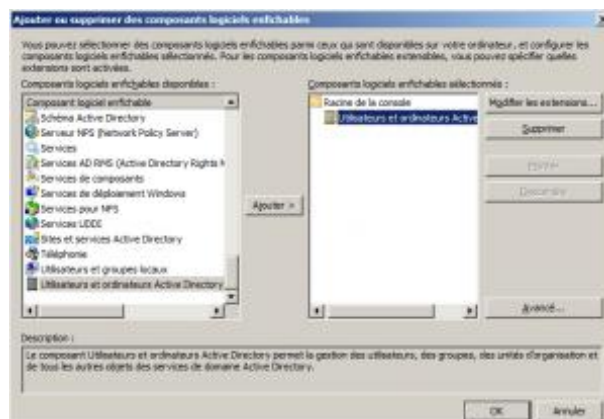 Ajouter ou supprimer des composants logiciels enfichables
Vous pouvez sélectionner des composants logiciels enfichables parmi ceux qui sont disponibles sur votre ordinateur, et configurer les
composants logiciels enfichables sélectionnés. Pour les composants logiciels enfichables extensibles, vous pouvez spécifier quelles
extensions sont activées.
Composants logiciels enfichables disponibles :
Composant logiciel enfichable
Schéma Active Directory
Serveur NPS (Network Policy Server)
Services
Services AD RMS (Active Directory Rights M
Services de composants
Services de déploiement Windows
Services pour NFS
Services UDDI
Sites et services Active Directory
Téléphonie
Utilisateurs et groupes locaux
Utilisateurs et ordinateurs Active Directory
Ajouter >
Composants logiciels enfichables sélectionnés :
Racine de la console
Utilisateurs et ordinateurs Active
Modifier les extensions...
Supprimer
Monter
Descendre
Avancé...
Description :
Le composant Utilisateurs et ordinateurs Active Directory permet la gestion des utilisateurs, des groupes, des unités d'organisation et
de tous les autres objets des services de domaine Active Directory.
OK
Annuler